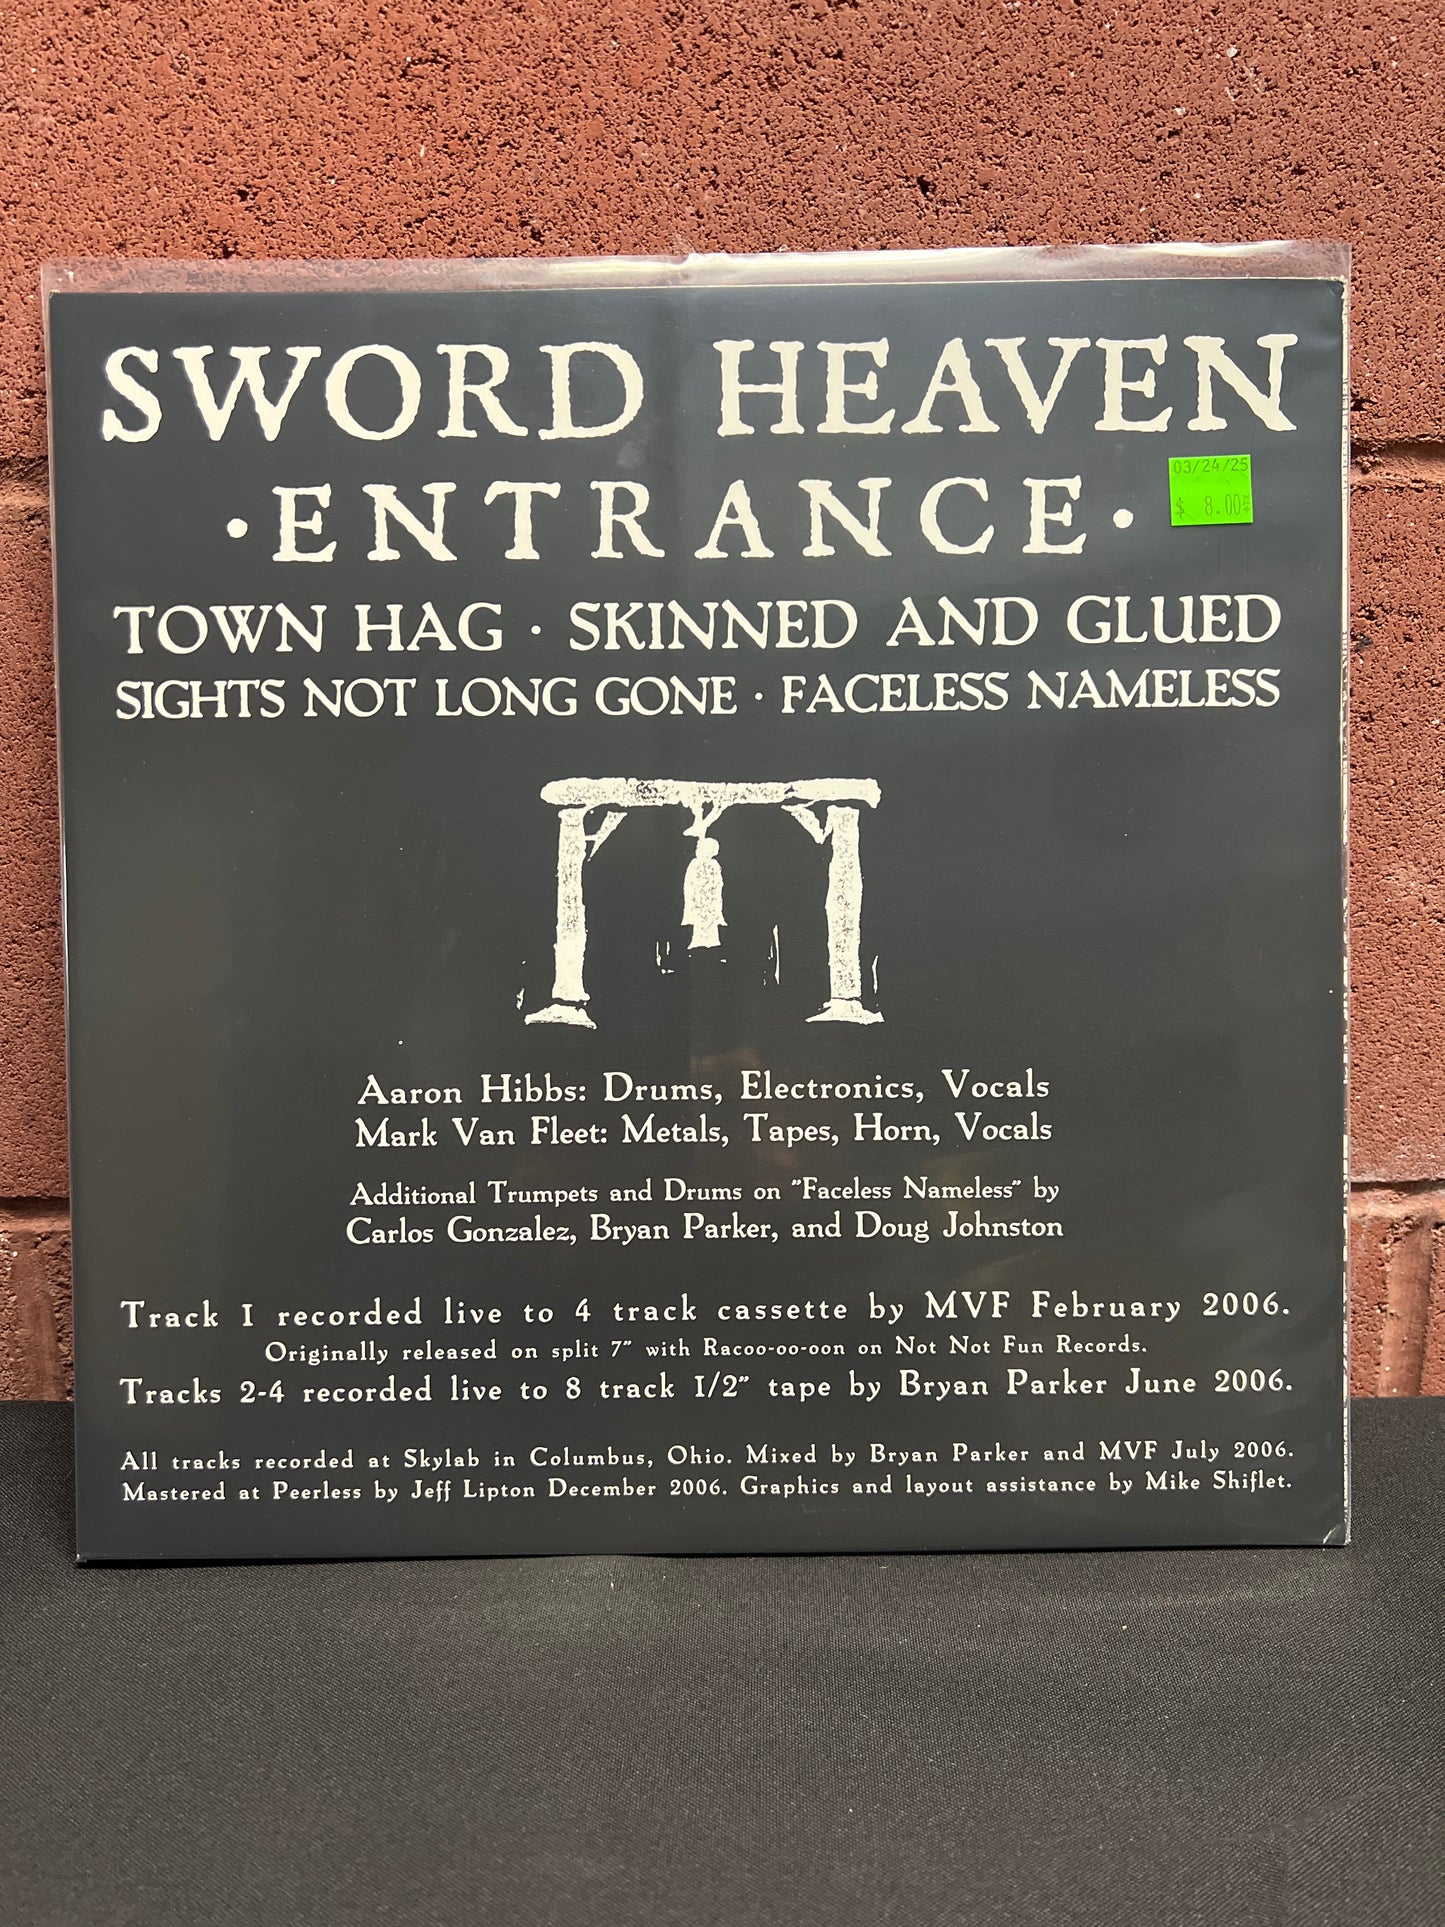 SWORD HEAVEN
·ENTRANCE·
03/24/25
$ 8.00
TOWN HAG · SKINNED AND GLUED
SIGHTS NOT LONG GONE · FACELESS NAMELESS
Aaron Hibbs: Drums, Electronics, Vocals
Mark Van Fleet: Metals, Tapes, Horn, Vocals
Additional Trumpets and Drums on "Faceless Nameless" by
Carlos Gonzalez, Bryan Parker, and Doug Johnston
Track 1 recorded live to 4 track cassette by MVF February 2006.
Originally released on split 7" with Racoo-oo-oon on Not Not Fun Records.
Tracks 2-4 recorded live to 8 track 1/2" tape by Bryan Parker June 2006.
All tracks recorded at Skylab in Columbus, Ohio. Mixed by Bryan Parker and MVF July 2006.
Mastered at Peerless by Jeff Lipton December 2006. Graphics and layout assistance by Mike Shiflet.